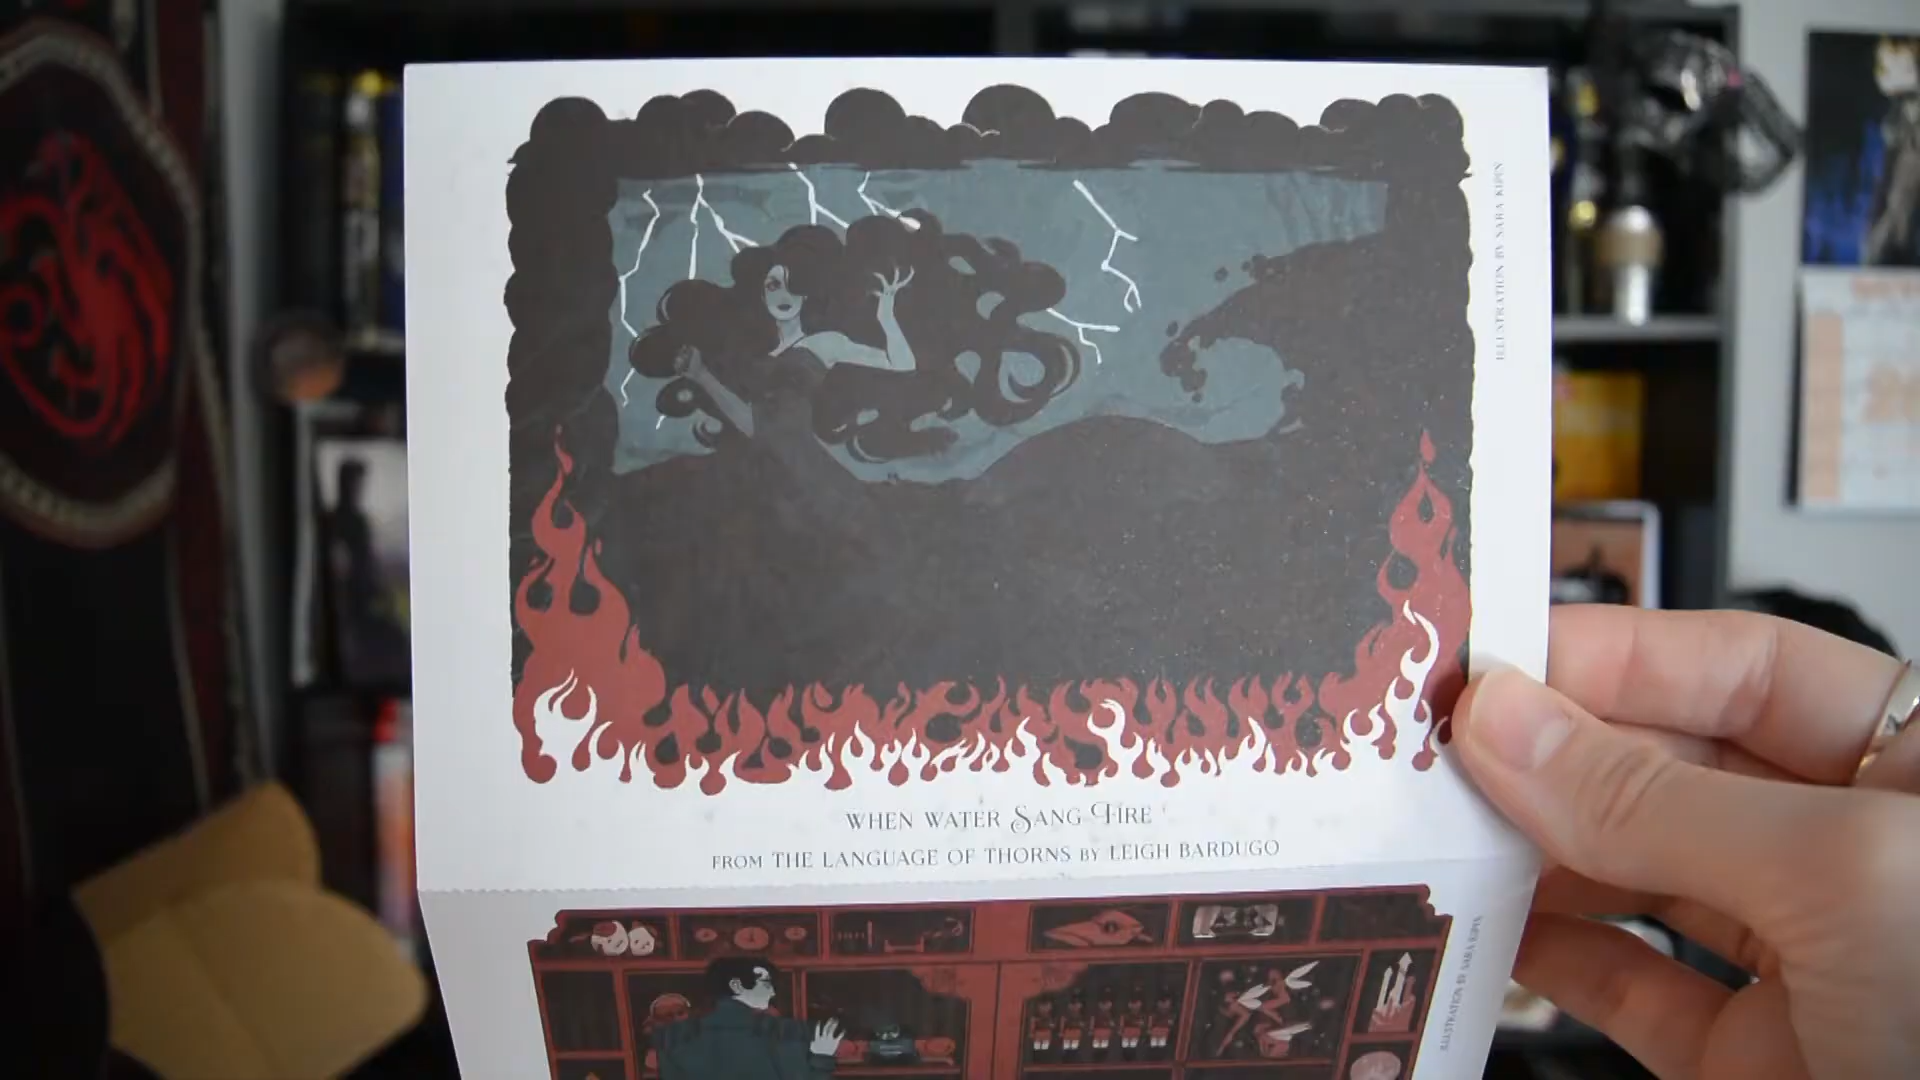 ILLUSTRATION BY SARA KIPIN
WHEN WATER SANG FIRE
FROM THE LANGUAGE OF THORNS BY LEIGH BARDUGO
ILLUSTRATION BY SARA KIPIN